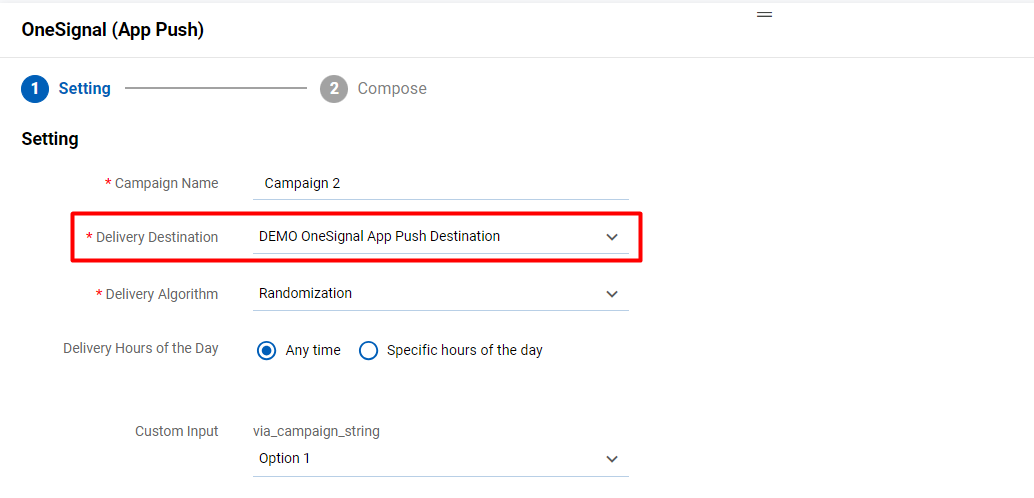 OneSignal (App Push)
1 Setting 2 Compose
Setting
* Campaign Name Campaign 2
* Delivery Destination DEMO OneSignal App Push Destination
* Delivery Algorithm Randomization
Delivery Hours of the Day Any time Specific hours of the day
Custom Input via_campaign_string
Option 1